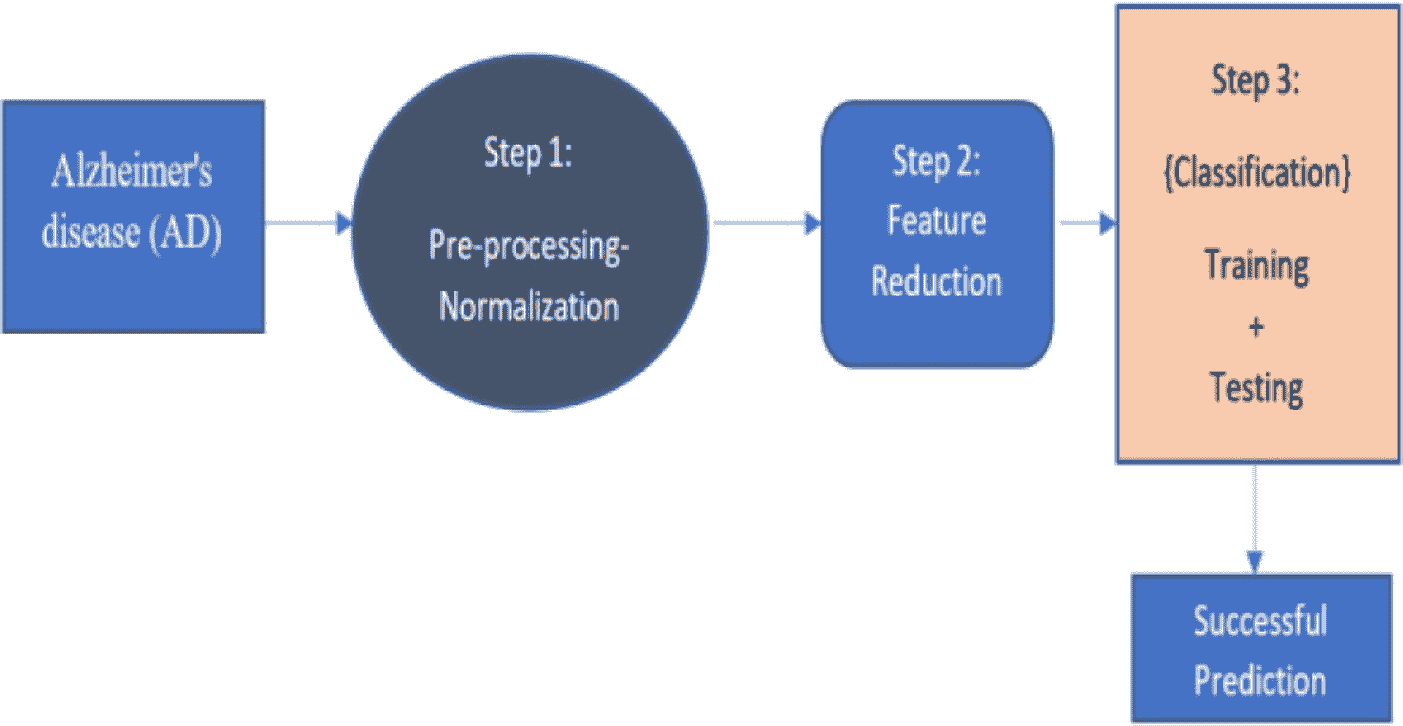 Alzheimer's
disease (AD)
Step 1:
Pre-processing-
Normalization
Step 2:
Feature
Reduction
Step 3:
{Classification}
Training
+
Testing
Successful
Prediction